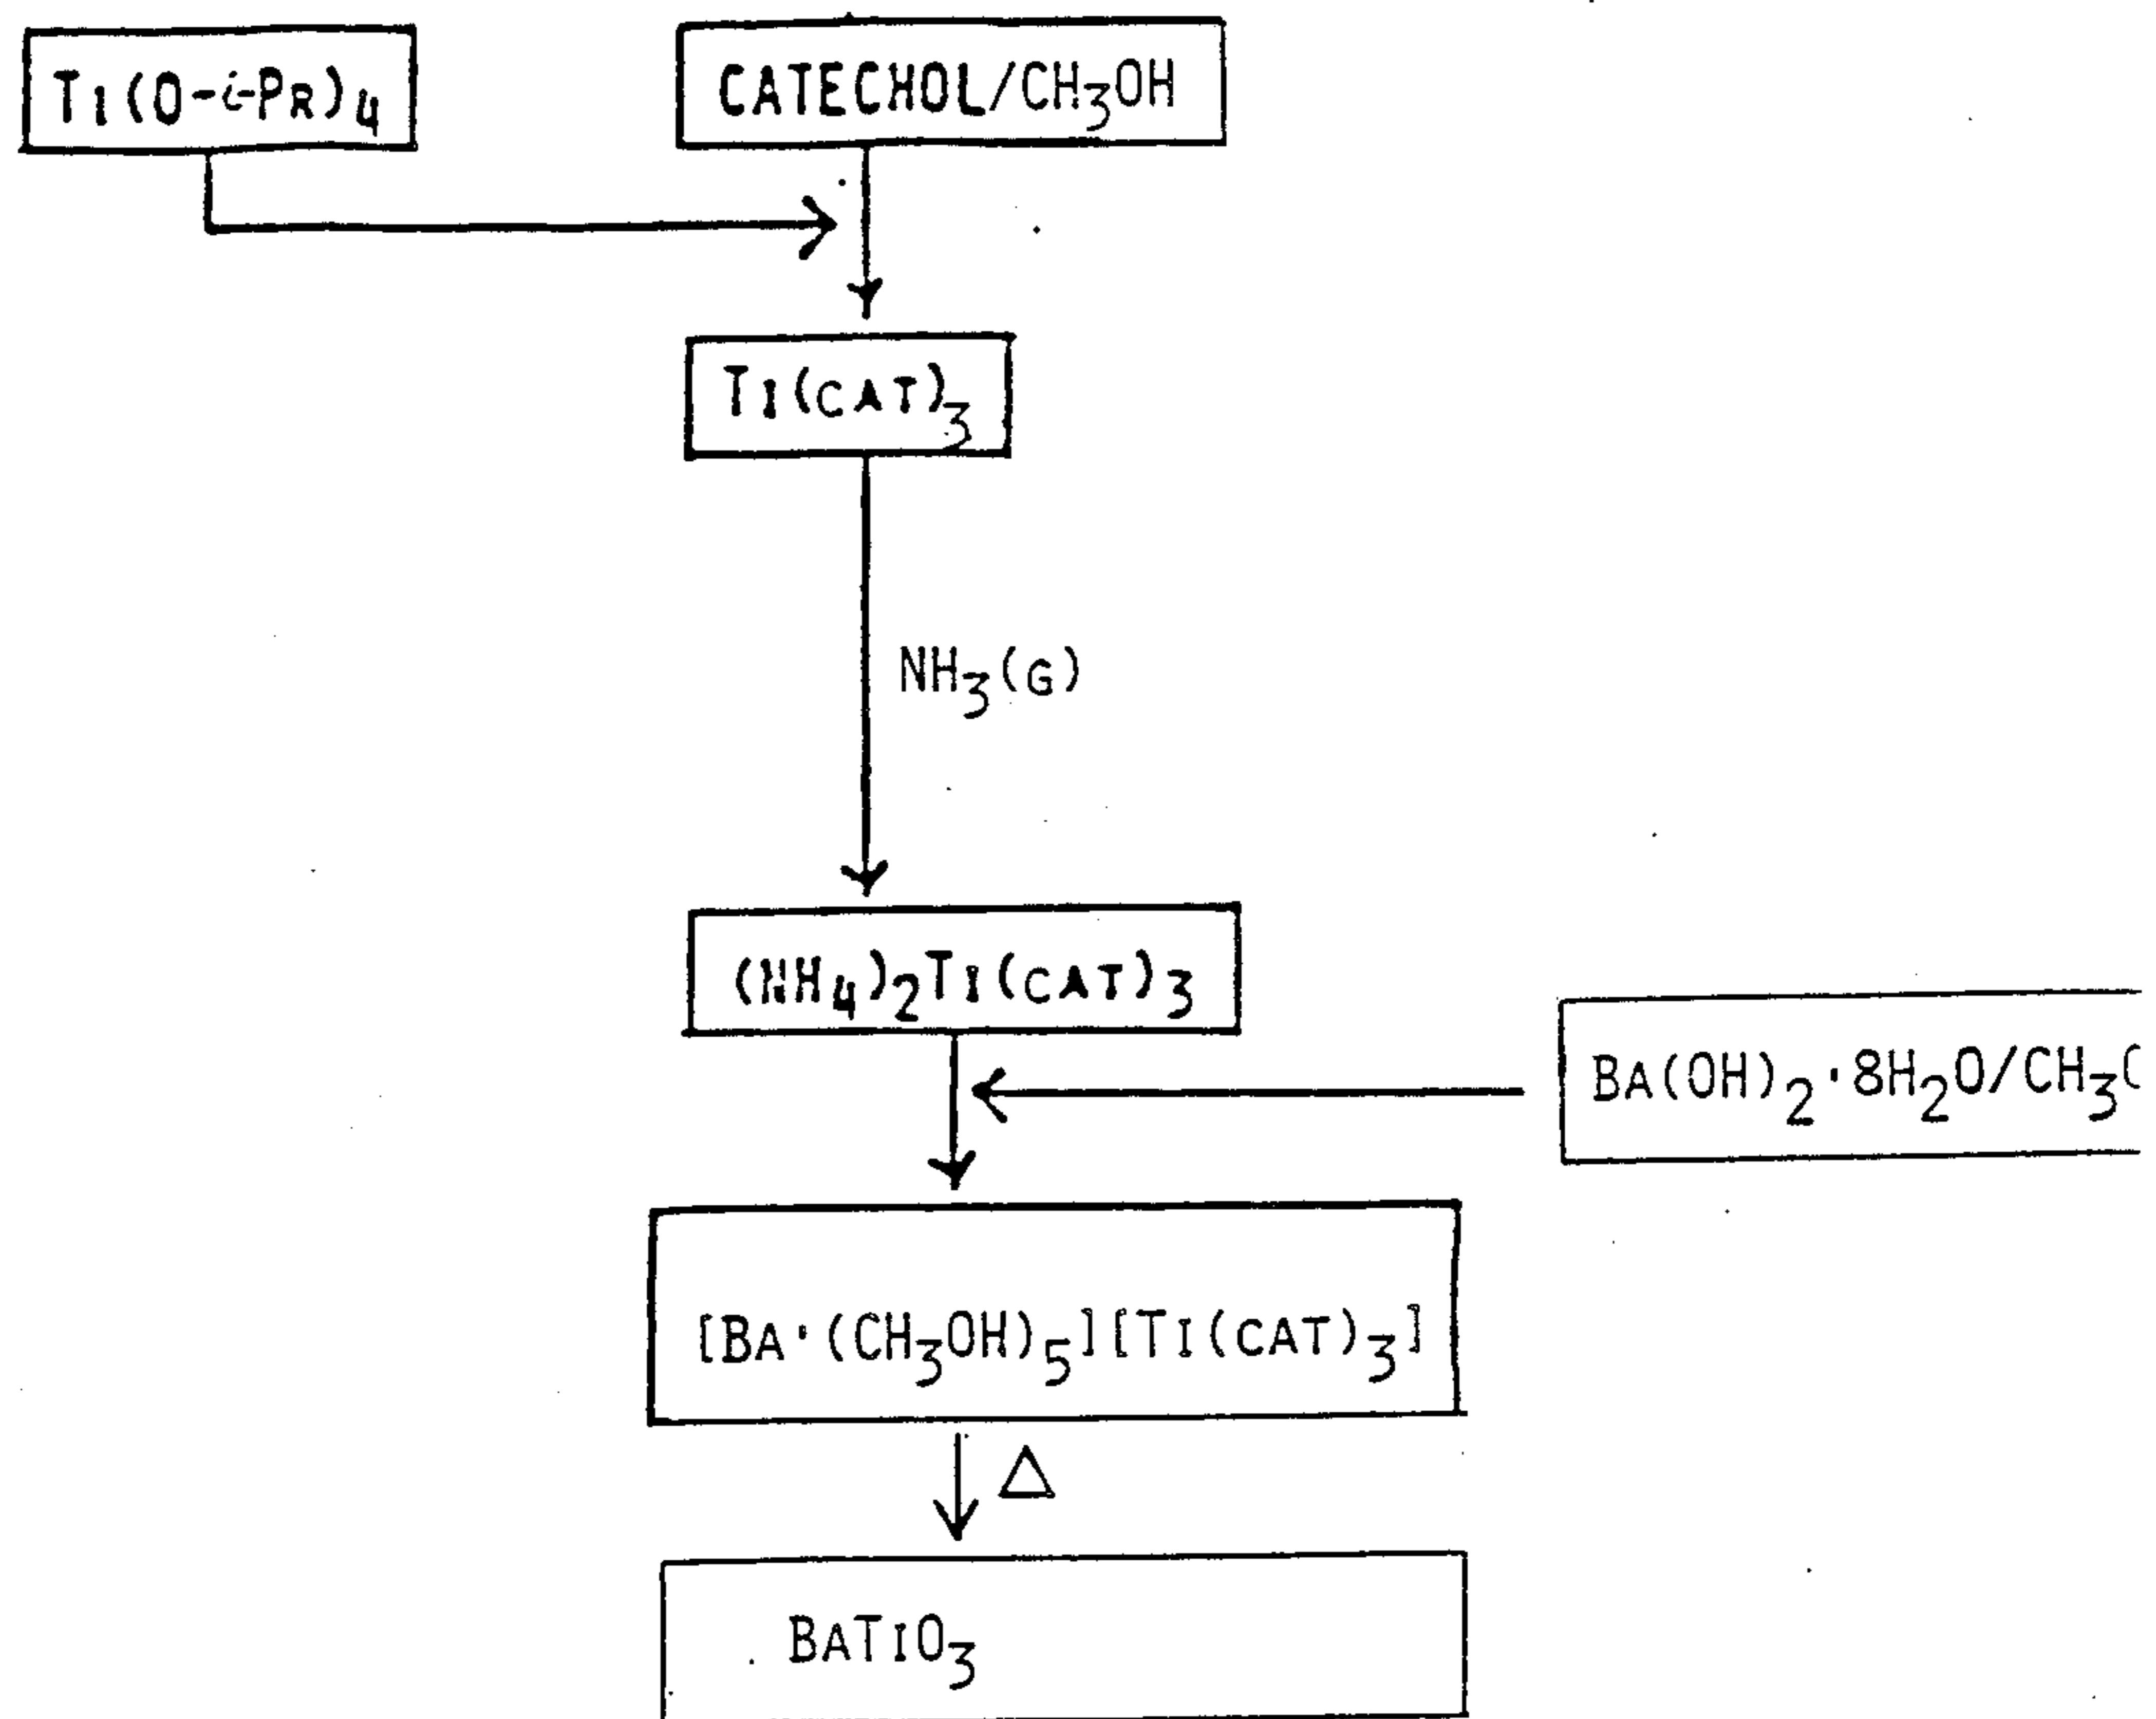 Ti(O-i-Pr)4
CATECHOL/CH3OH
Ti(CAT)3
NH3(G)
(NH4)2Ti(CAT)3
BA(OH)2·8H2O/CH3
[BA·(CH3OH)5][Ti(CAT)3]
Δ
BATiO3